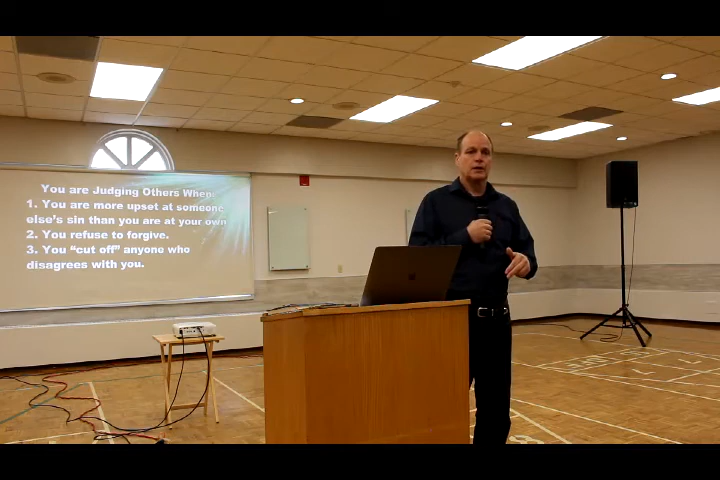 You are Judging Others When:
1. You are more upset at someone
else's sin than you are at your own
2. You refuse to forgive.
3. You “cut off” anyone who
disagrees with you.